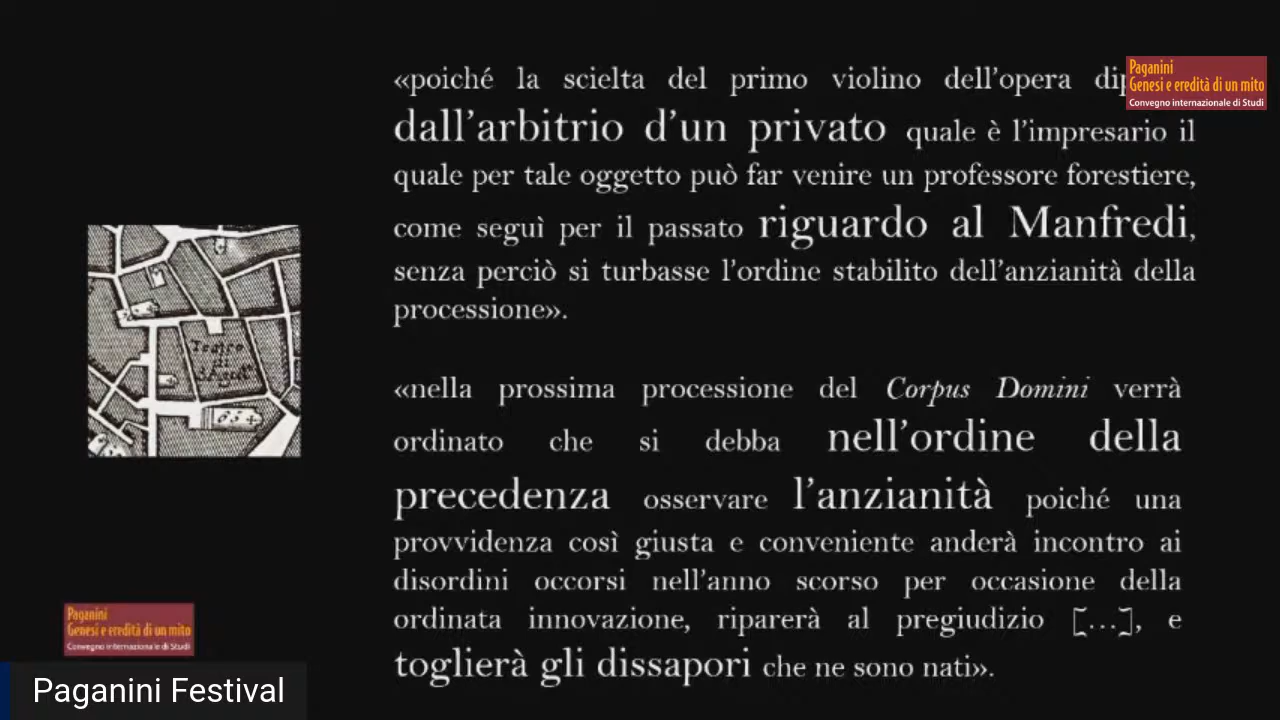 «poiché la scielta del primo violino dell'opera
dall'arbitrio d'un privato quale è l'impresario il
quale per tale oggetto può far venire un professore forestiere,
come seguì per il passato riguardo al Manfredi,
senza perciò si turbasse l'ordine stabilito dell'anzianità della
processione».
«nella prossima processione del Corpus Domini verrà
ordinato che si debba nell'ordine della
precedenza osservare l'anzianità poiché una
provvidenza così giusta e conveniente anderà incontro ai
disordini occorsi nell'anno scorso per occasione della
ordinata innovazione, riparerà al pregiudizio […], e
toglierà gli dissapori che ne sono nati».
Paganini
Genesi e eredità di un mito
Convegno internazionale di Studi
Teatro
di
Paganini
Genesi e eredità di un mito
Convegno internazionale di Studi
Paganini Festival